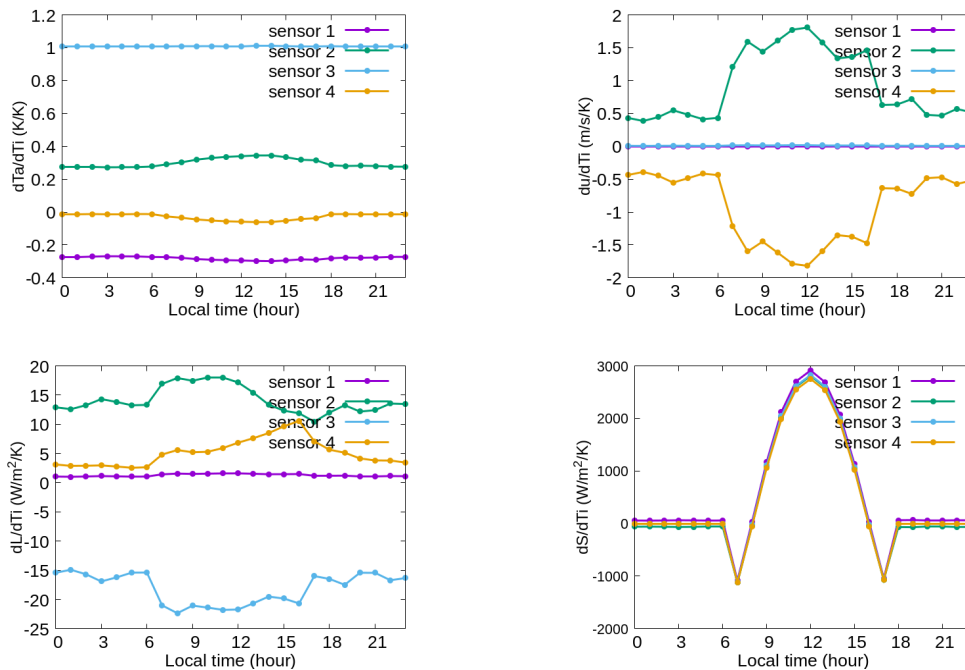 1.2
1
0.8
0.6
0.4
0.2
0
-0.2
-0.4
dTa/dTi (K/K)
sensor 1
sensor 2
sensor 3
sensor 4
0 3 6 9 12 15 18 21
Local time (hour)
2
1.5
1
0.5
0
-0.5
-1
-1.5
-2
du/dTi (m/s/K)
sensor 1
sensor 2
sensor 3
sensor 4
0 3 6 9 12 15 18 21
Local time (hour)
20
15
10
5
0
-5
-10
-15
-20
-25
dL/dTi (W/m²/K)
sensor 1
sensor 2
sensor 3
sensor 4
0 3 6 9 12 15 18 21
Local time (hour)
3000
2000
1000
0
-1000
-2000
dS/dTi (W/m²/K)
sensor 1
sensor 2
sensor 3
sensor 4
0 3 6 9 12 15 18 21
Local time (hour)